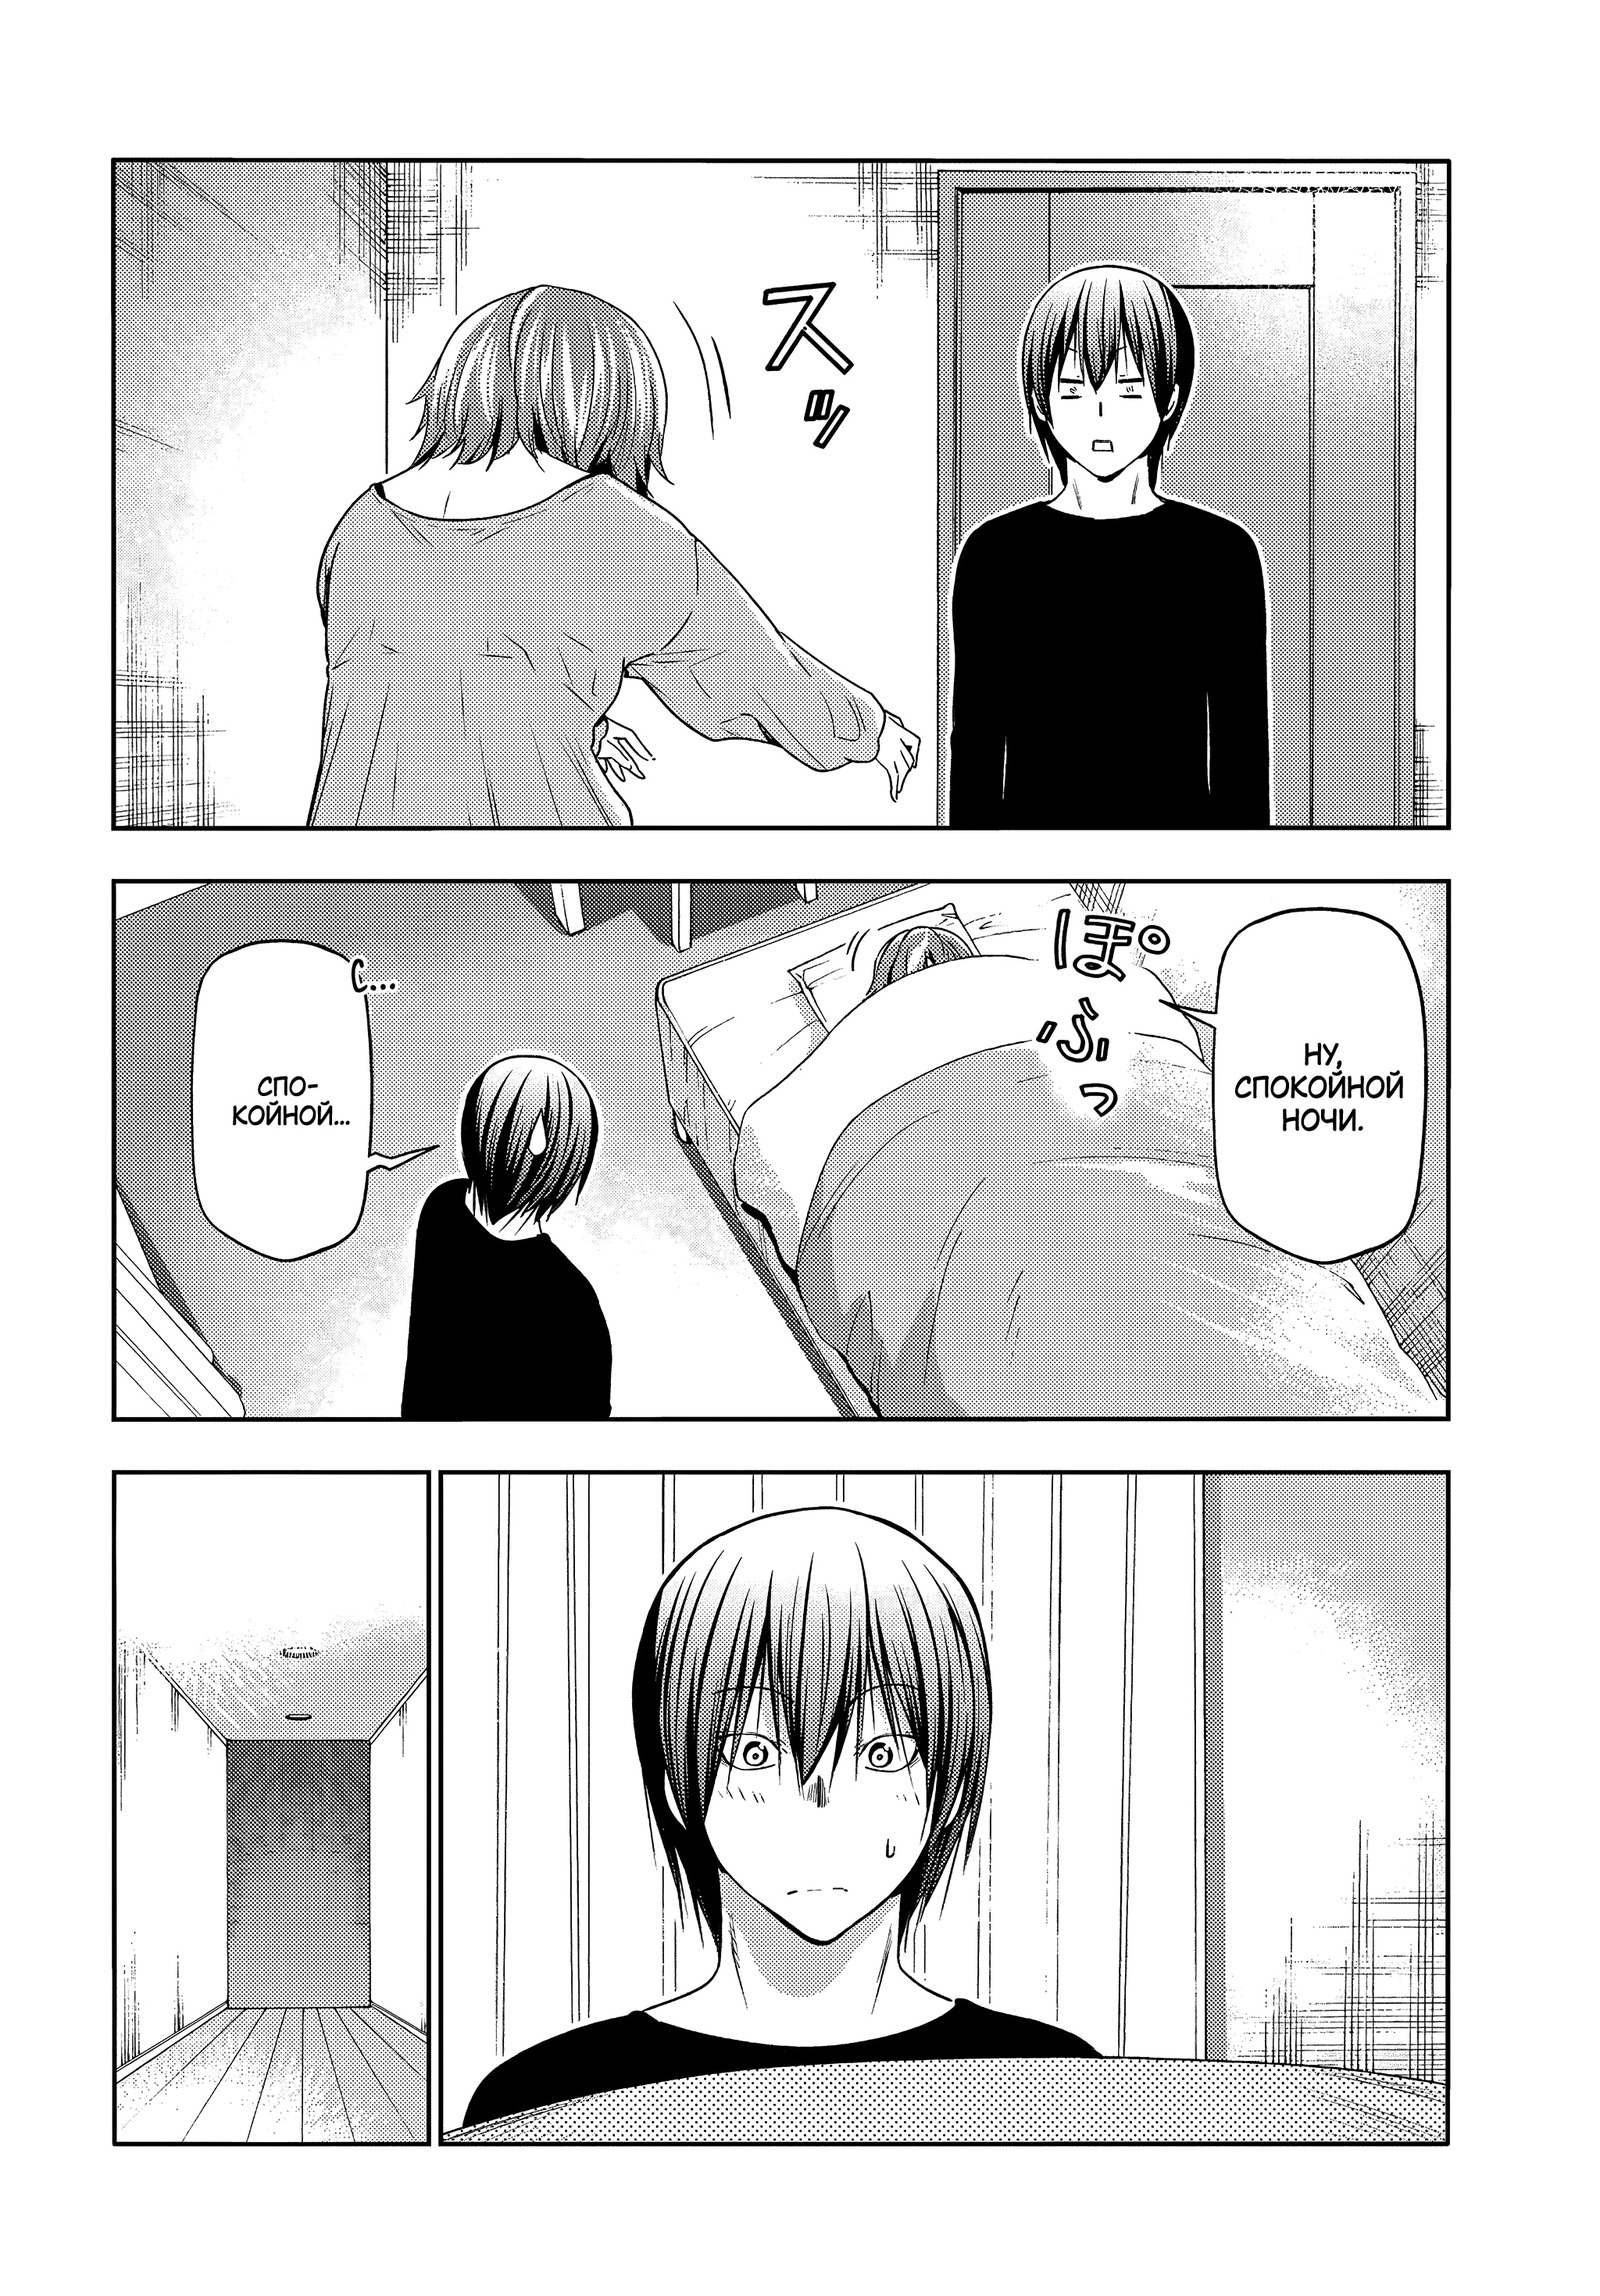 スッ
ぽふっ
НУ,
СПОКОЙНОЙ
НОЧИ.
С...
СПО-
КОЙНОЙ...